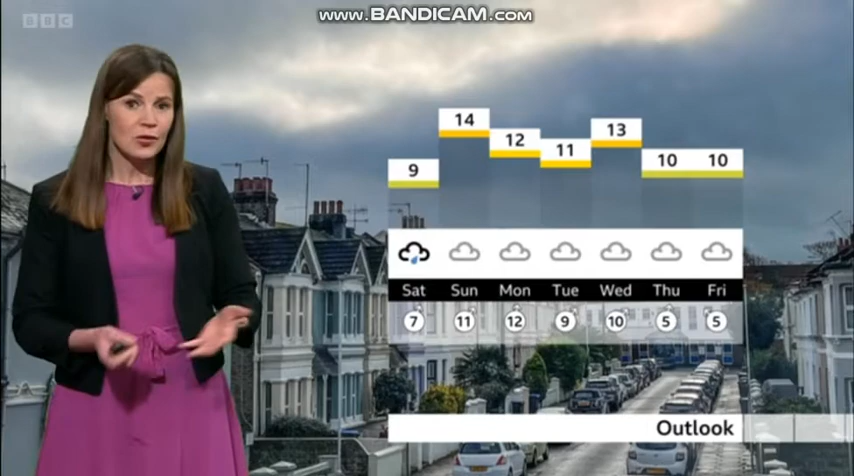 BBC
www.BANDICAM.com
9 14 12 11 13 10 10
Sat Sun Mon Tue Wed Thu Fri
7 11 12 9 10 5 5
Outlook